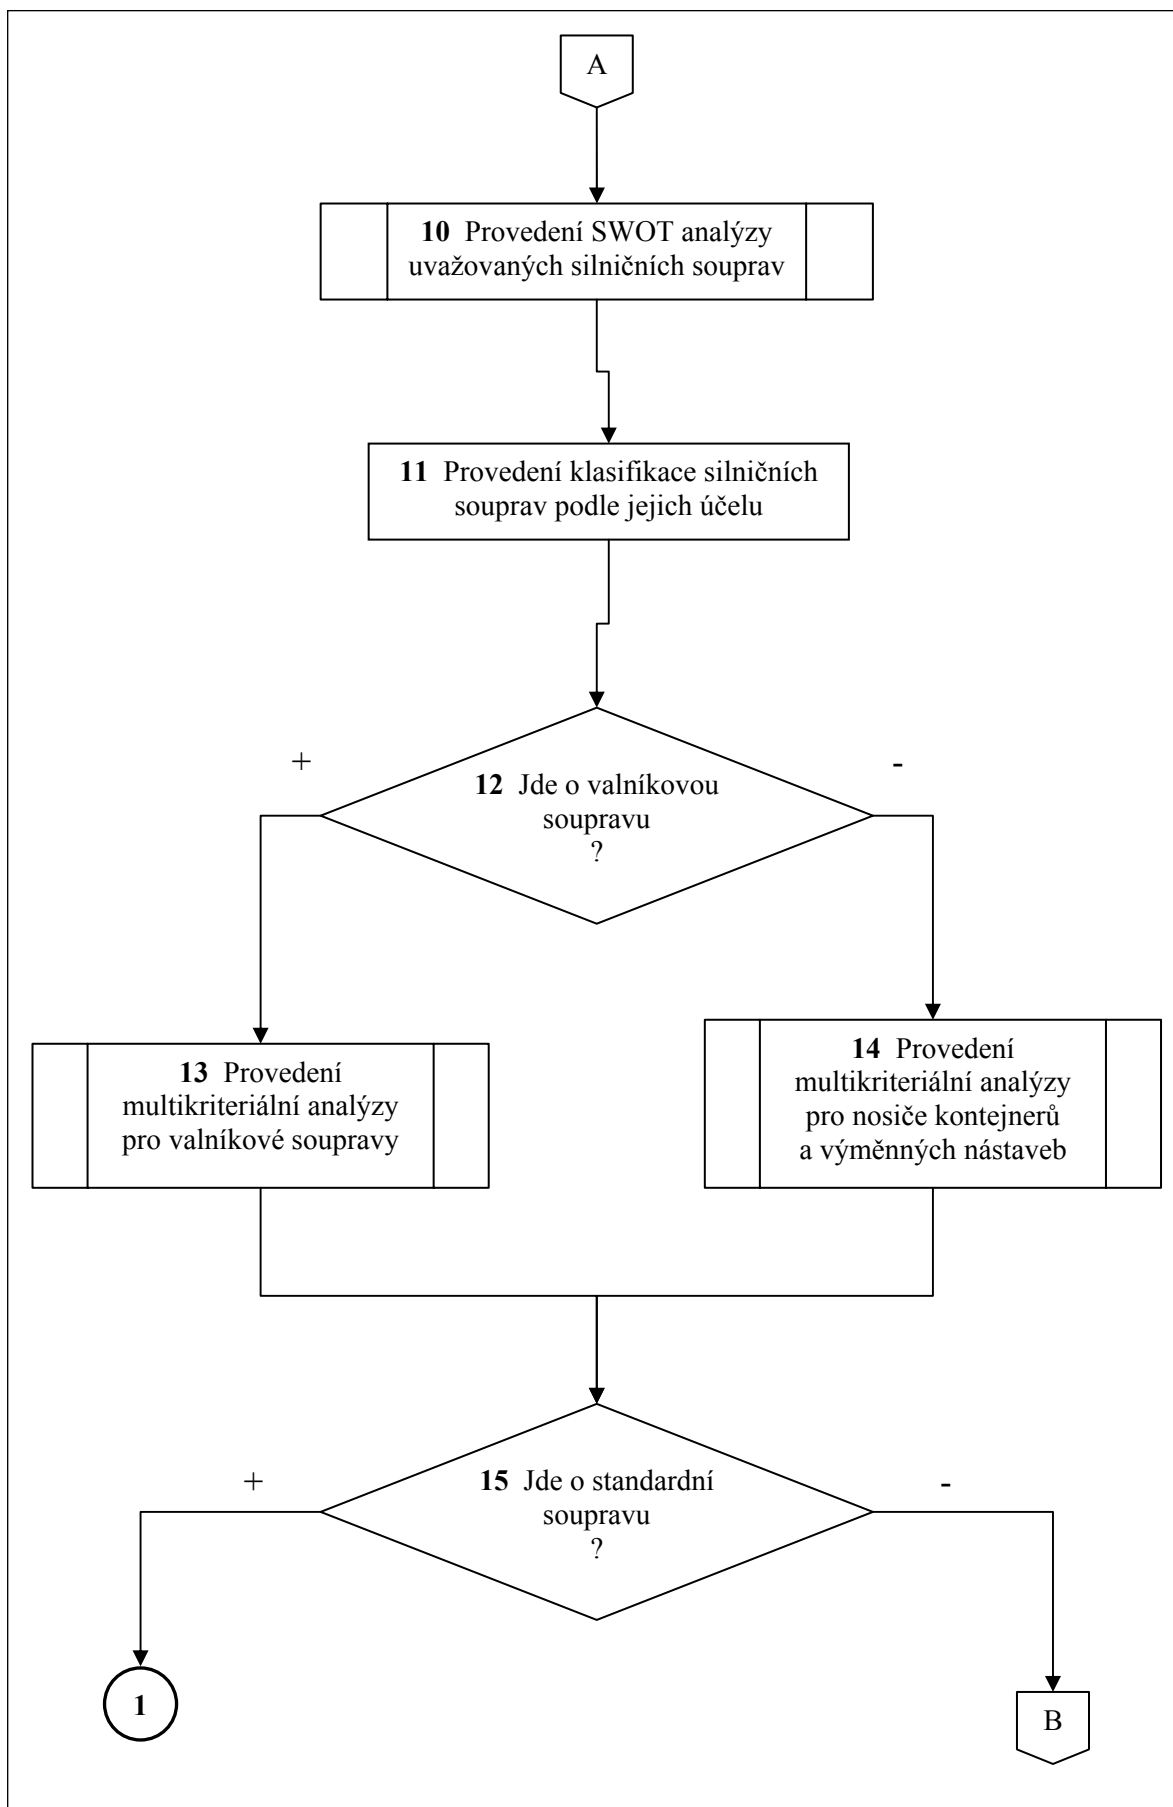 A
10 Provedení SWOT analýzy
uvažovaných silničních souprav
11 Provedení klasifikace silničních
souprav podle jejich účelu
+
-
12 Jde o valníkovou
soupravu
?
13 Provedení
multikriteriální analýzy
pro valníkové soupravy
14 Provedení
multikriteriální analýzy
pro nosiče kontejnerů
a výměnných nástaveb
+
-
15 Jde o standardní
soupravu
?
1
B